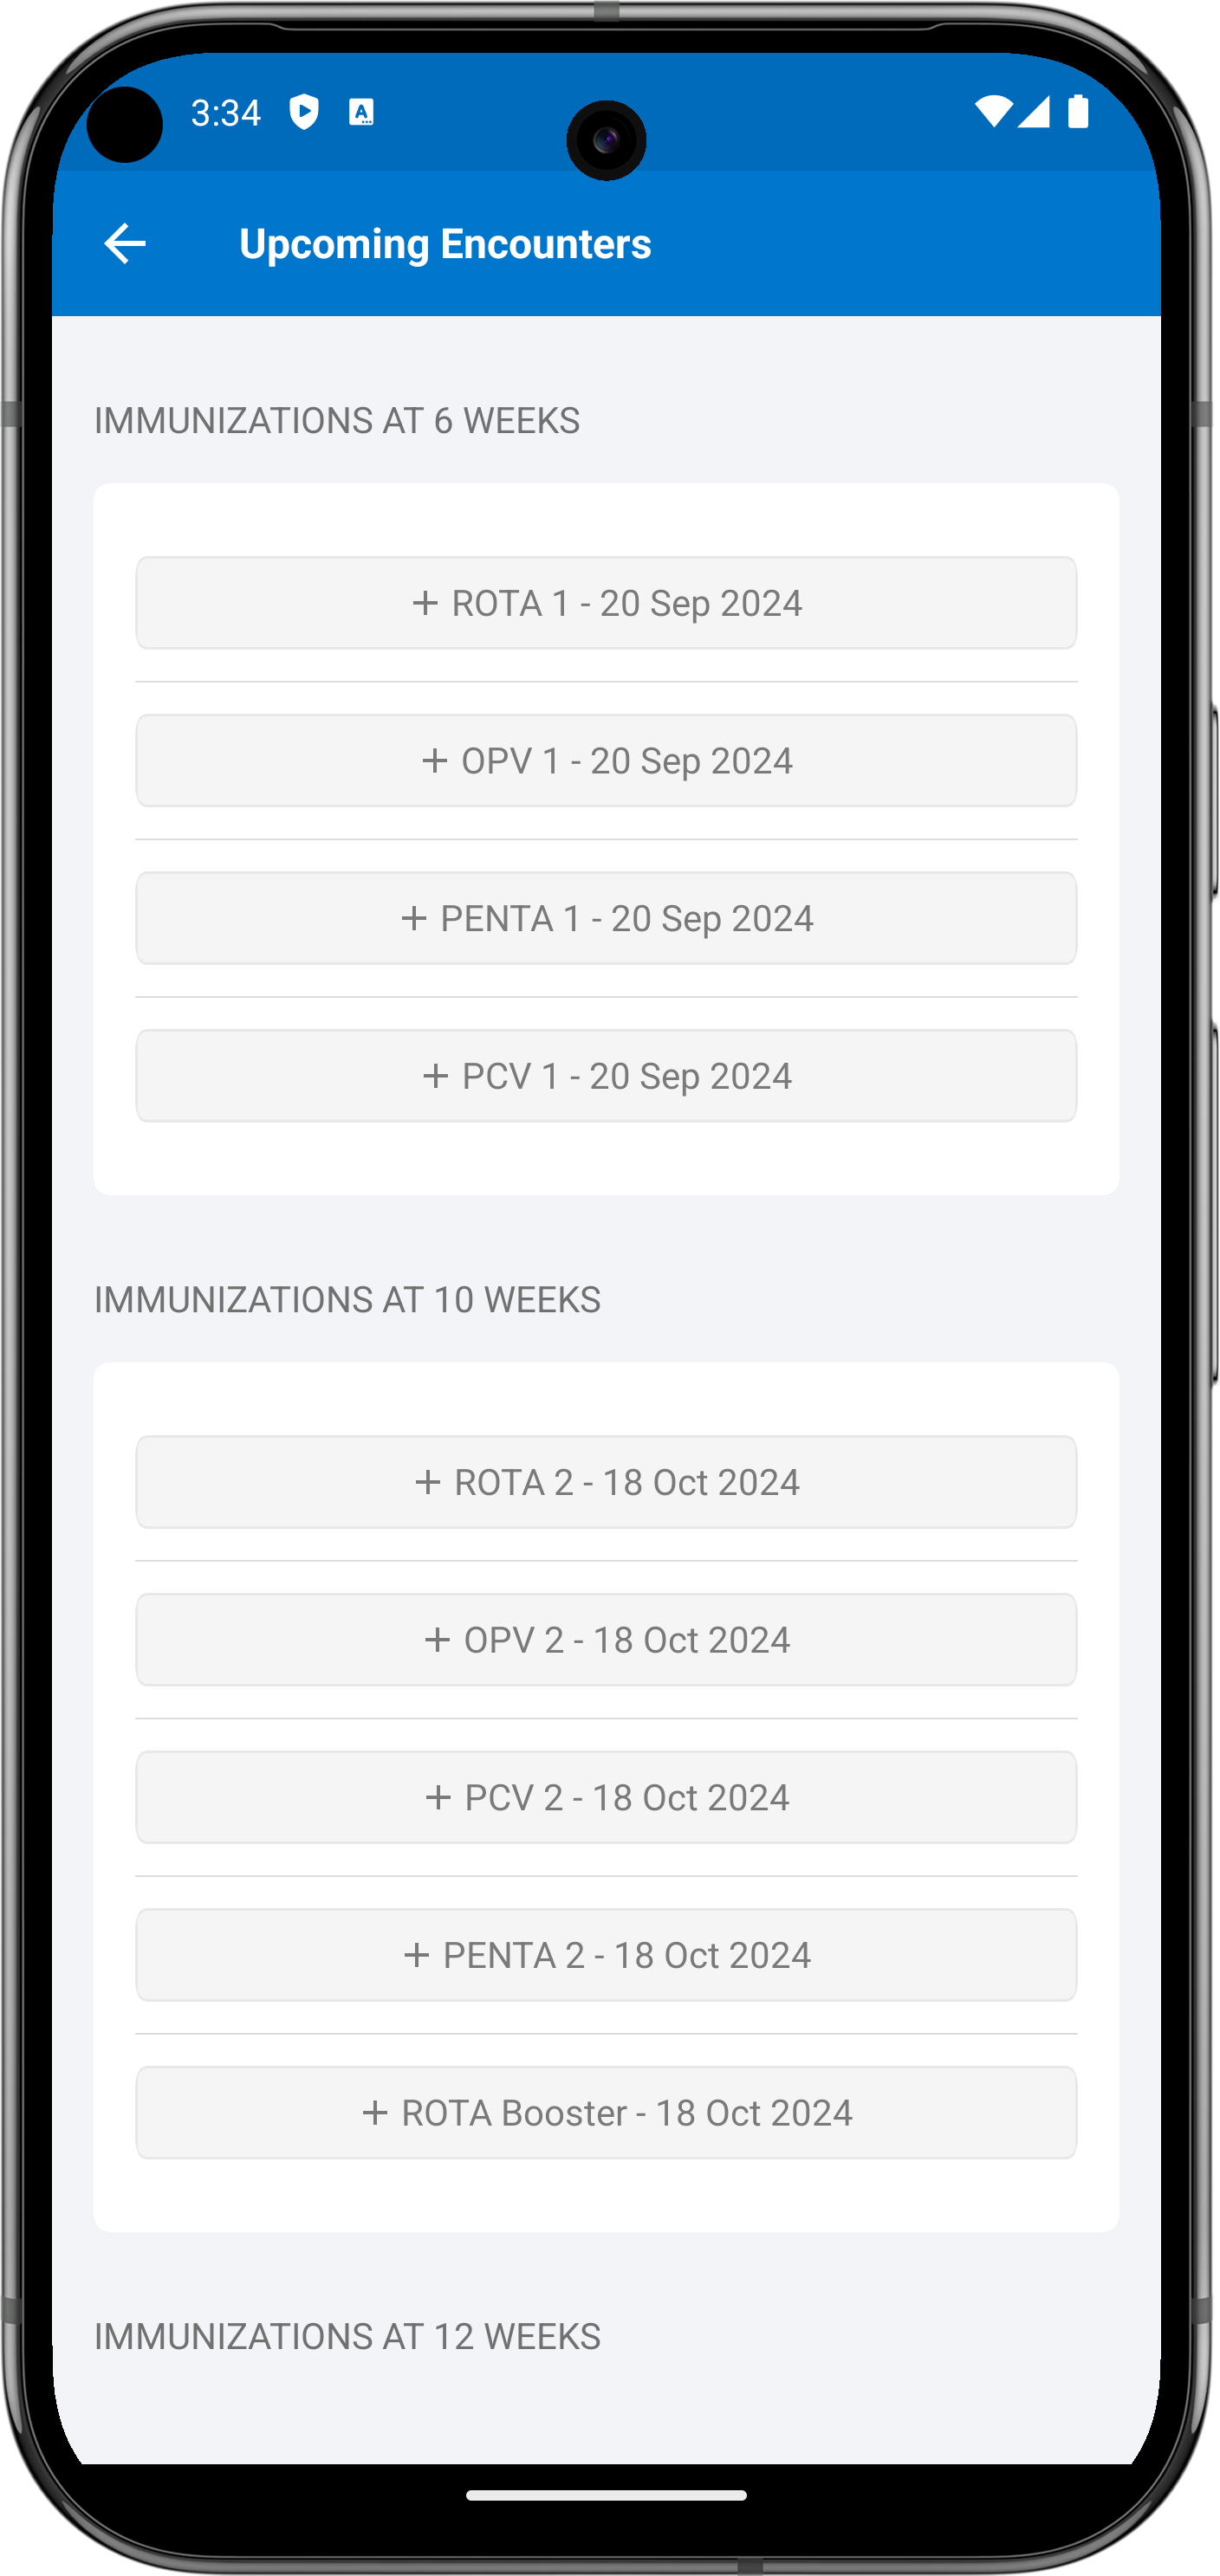 3:34
Upcoming Encounters
IMMUNIZATIONS AT 6 WEEKS
+ ROTA 1 - 20 Sep 2024
+ OPV 1 - 20 Sep 2024
+ PENTA 1 - 20 Sep 2024
+ PCV 1 - 20 Sep 2024
IMMUNIZATIONS AT 10 WEEKS
+ ROTA 2 - 18 Oct 2024
+ OPV 2 - 18 Oct 2024
+ PCV 2 - 18 Oct 2024
+ PENTA 2 - 18 Oct 2024
+ ROTA Booster - 18 Oct 2024
IMMUNIZATIONS AT 12 WEEKS